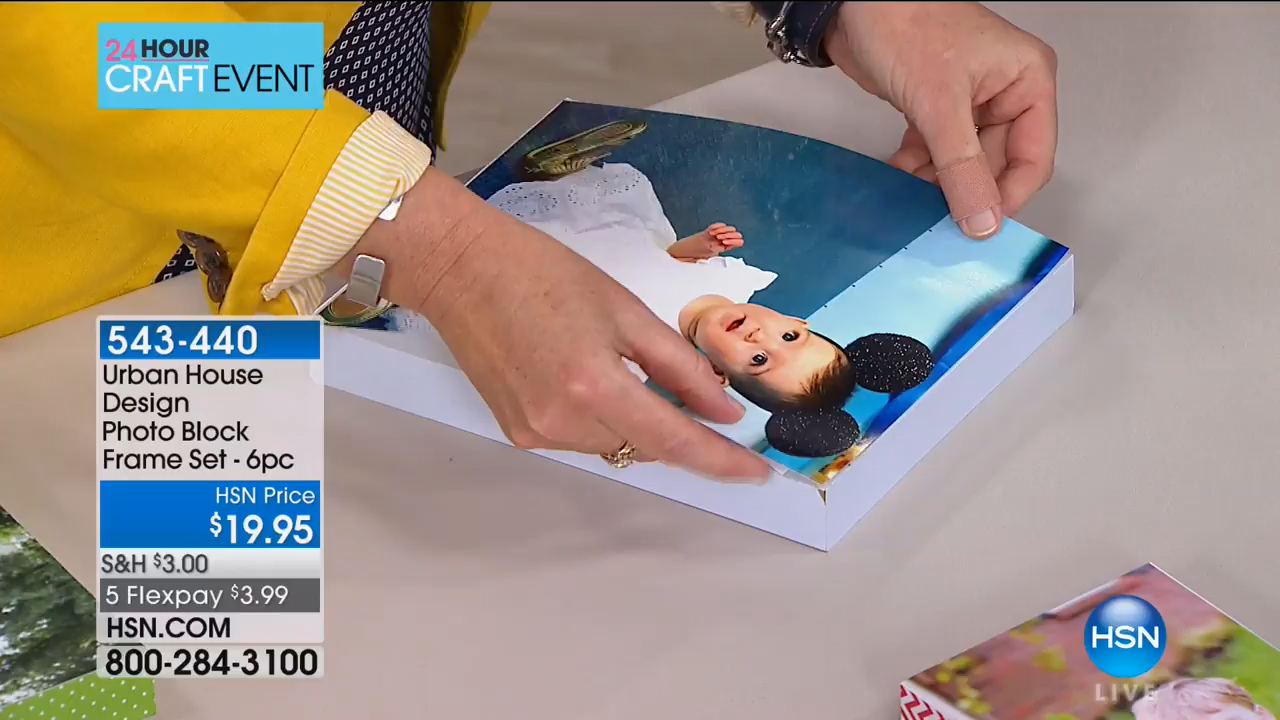 24 HOUR
CRAFT EVENT
543-440
Urban House
Design
Photo Block
Frame Set - 6pc
HSN Price
$19.95
S&H $3.00
5 Flexpay $3.99
HSN.COM
800-284-3100
HSN
LIVE